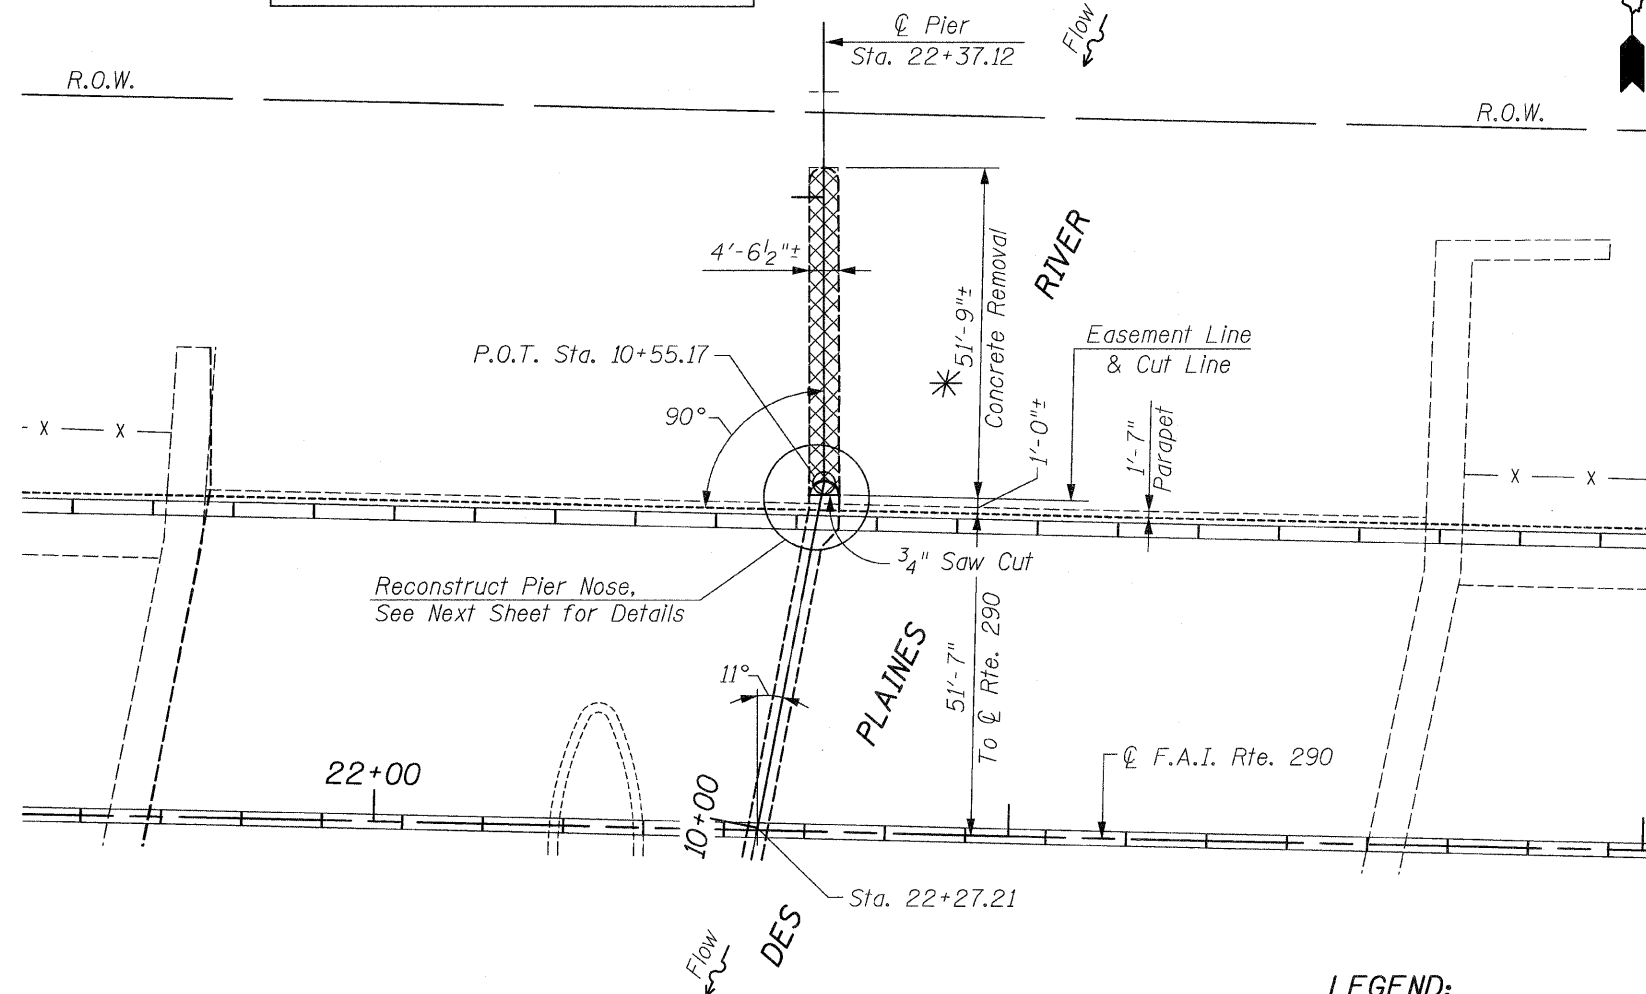 ℄ Pier
Sta. 22+37.12
Flow
R.O.W.
R.O.W.
4'-6½"±
51'-9"±
Concrete Removal
RIVER
P.O.T. Sta. 10+55.17
Easement Line
& Cut Line
90°
1'-0"±
1'-7"
Parapet
x x
x x
¾" Saw Cut
Reconstruct Pier Nose,
See Next Sheet for Details
51'-7"
To ℄ Rte. 290
PLAINES
11°
22+00
10+00
℄ F.A.I. Rte. 290
Sta. 22+27.21
DES
Flow
LEGEND: